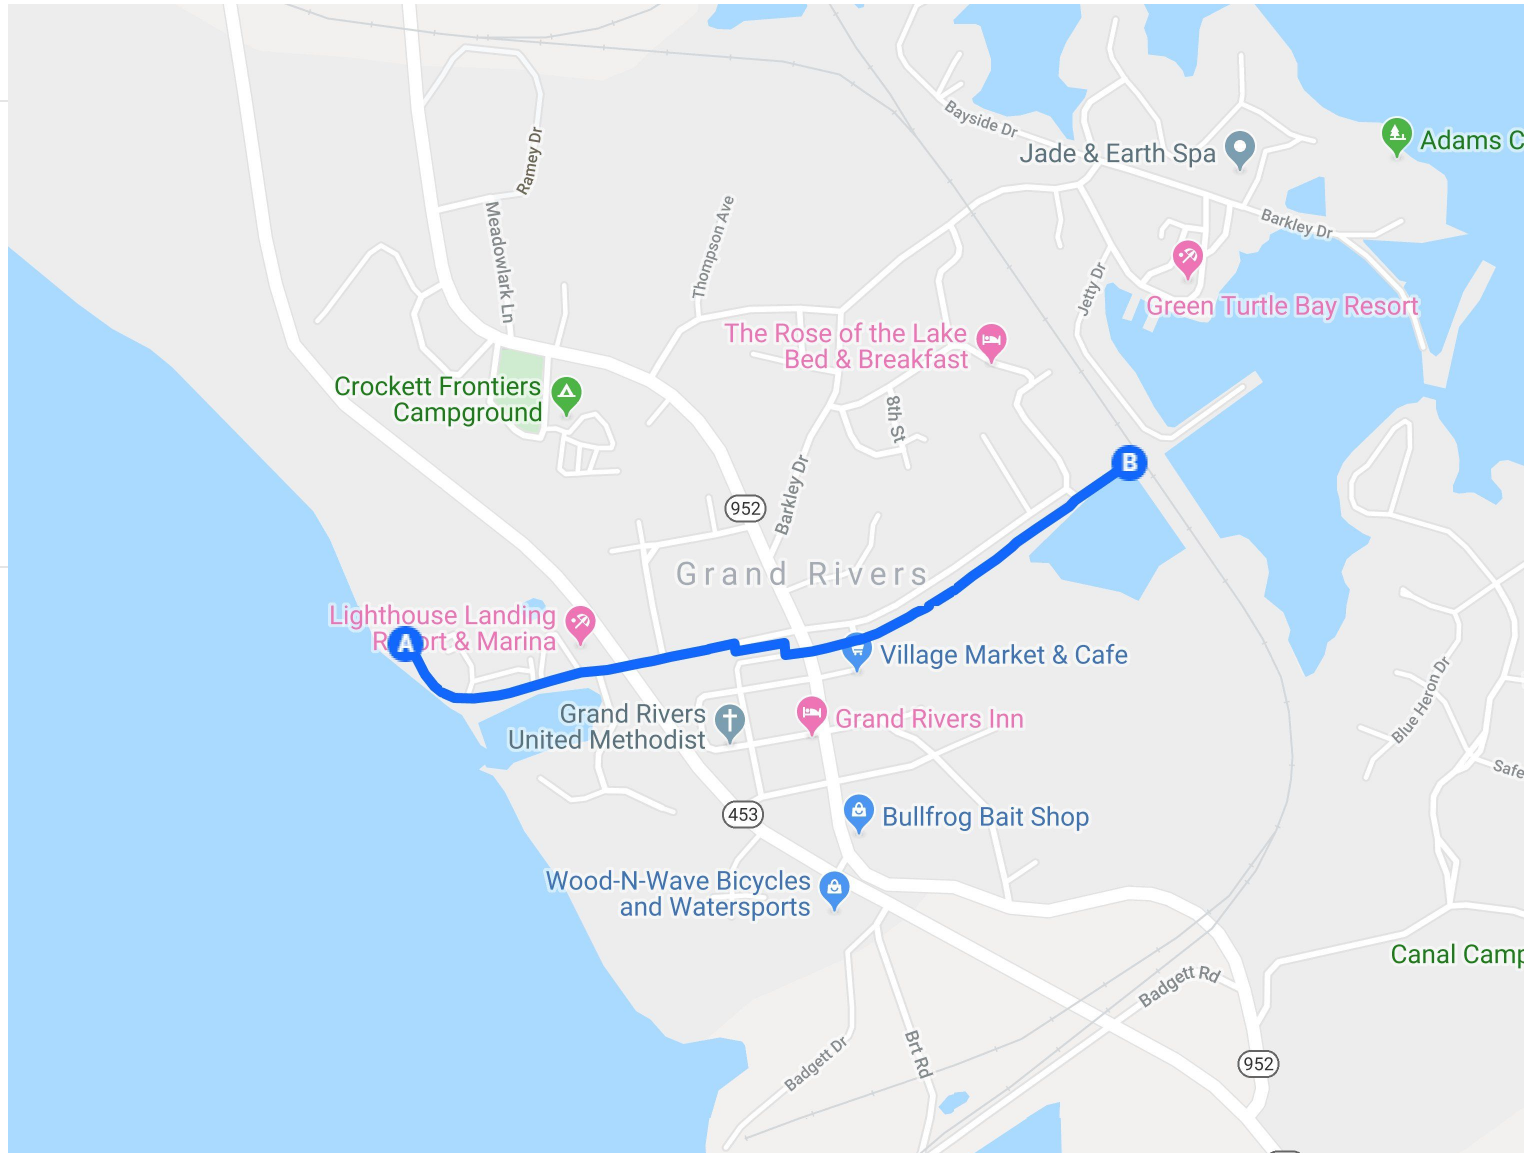 Bayside Dr
Jade & Earth Spa
Adams C
Ramey Dr
Meadowlark Ln
Thompson Ave
Barkley Dr
Jetty Dr
Green Turtle Bay Resort
The Rose of the Lake
Bed & Breakfast
Crockett Frontiers
Campground
8th St
B
Barkley Dr
952
Grand Rivers
Lighthouse Landing
Resort & Marina
A
Village Market & Cafe
Blue Heron Dr
Grand Rivers
United Methodist
Grand Rivers Inn
Safe
453
Bullfrog Bait Shop
Wood-N-Wave Bicycles
and Watersports
Canal Camp
Badgett Rd
Badgett Dr
Brt Rd
952